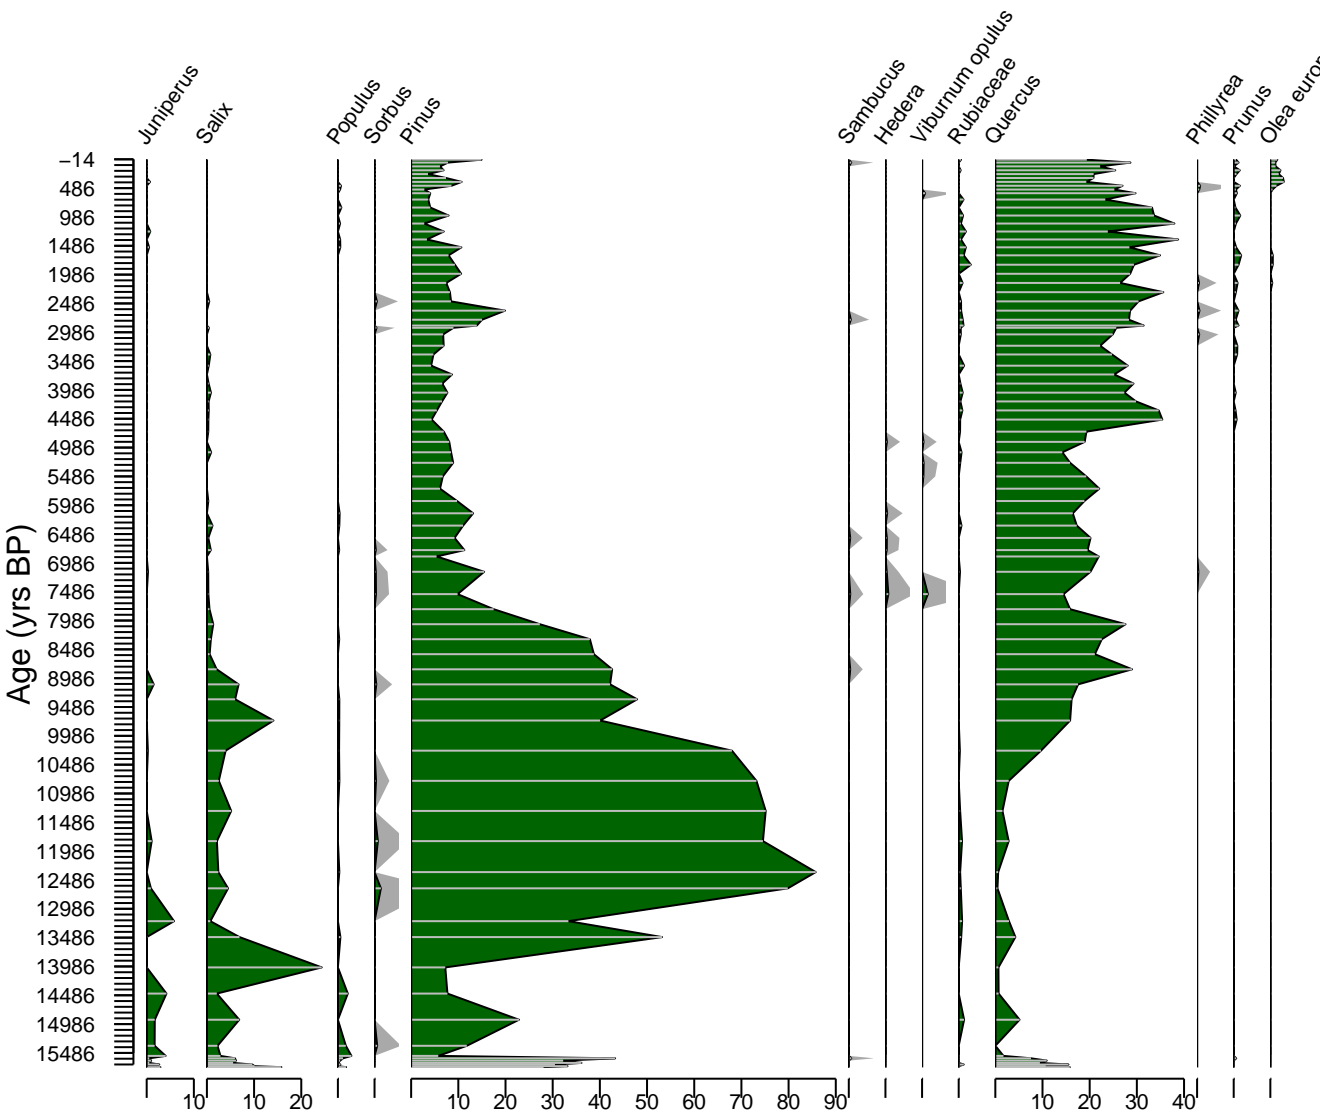 Juniperus
Salix
Populus
Sorbus
Pinus
Sambucus
Hedera
Viburnum opulus
Rubiaceae
Quercus
Phillyrea
Prunus
Olea europ
Age (yrs BP)
−14
486
986
1486
1986
2486
2986
3486
3986
4486
4986
5486
5986
6486
6986
7486
7986
8486
8986
9486
9986
10486
10986
11486
11986
12486
12986
13486
13986
14486
14986
15486
10 10 20 10 20 30 40 50 60 70 80 90 10 20 30 40